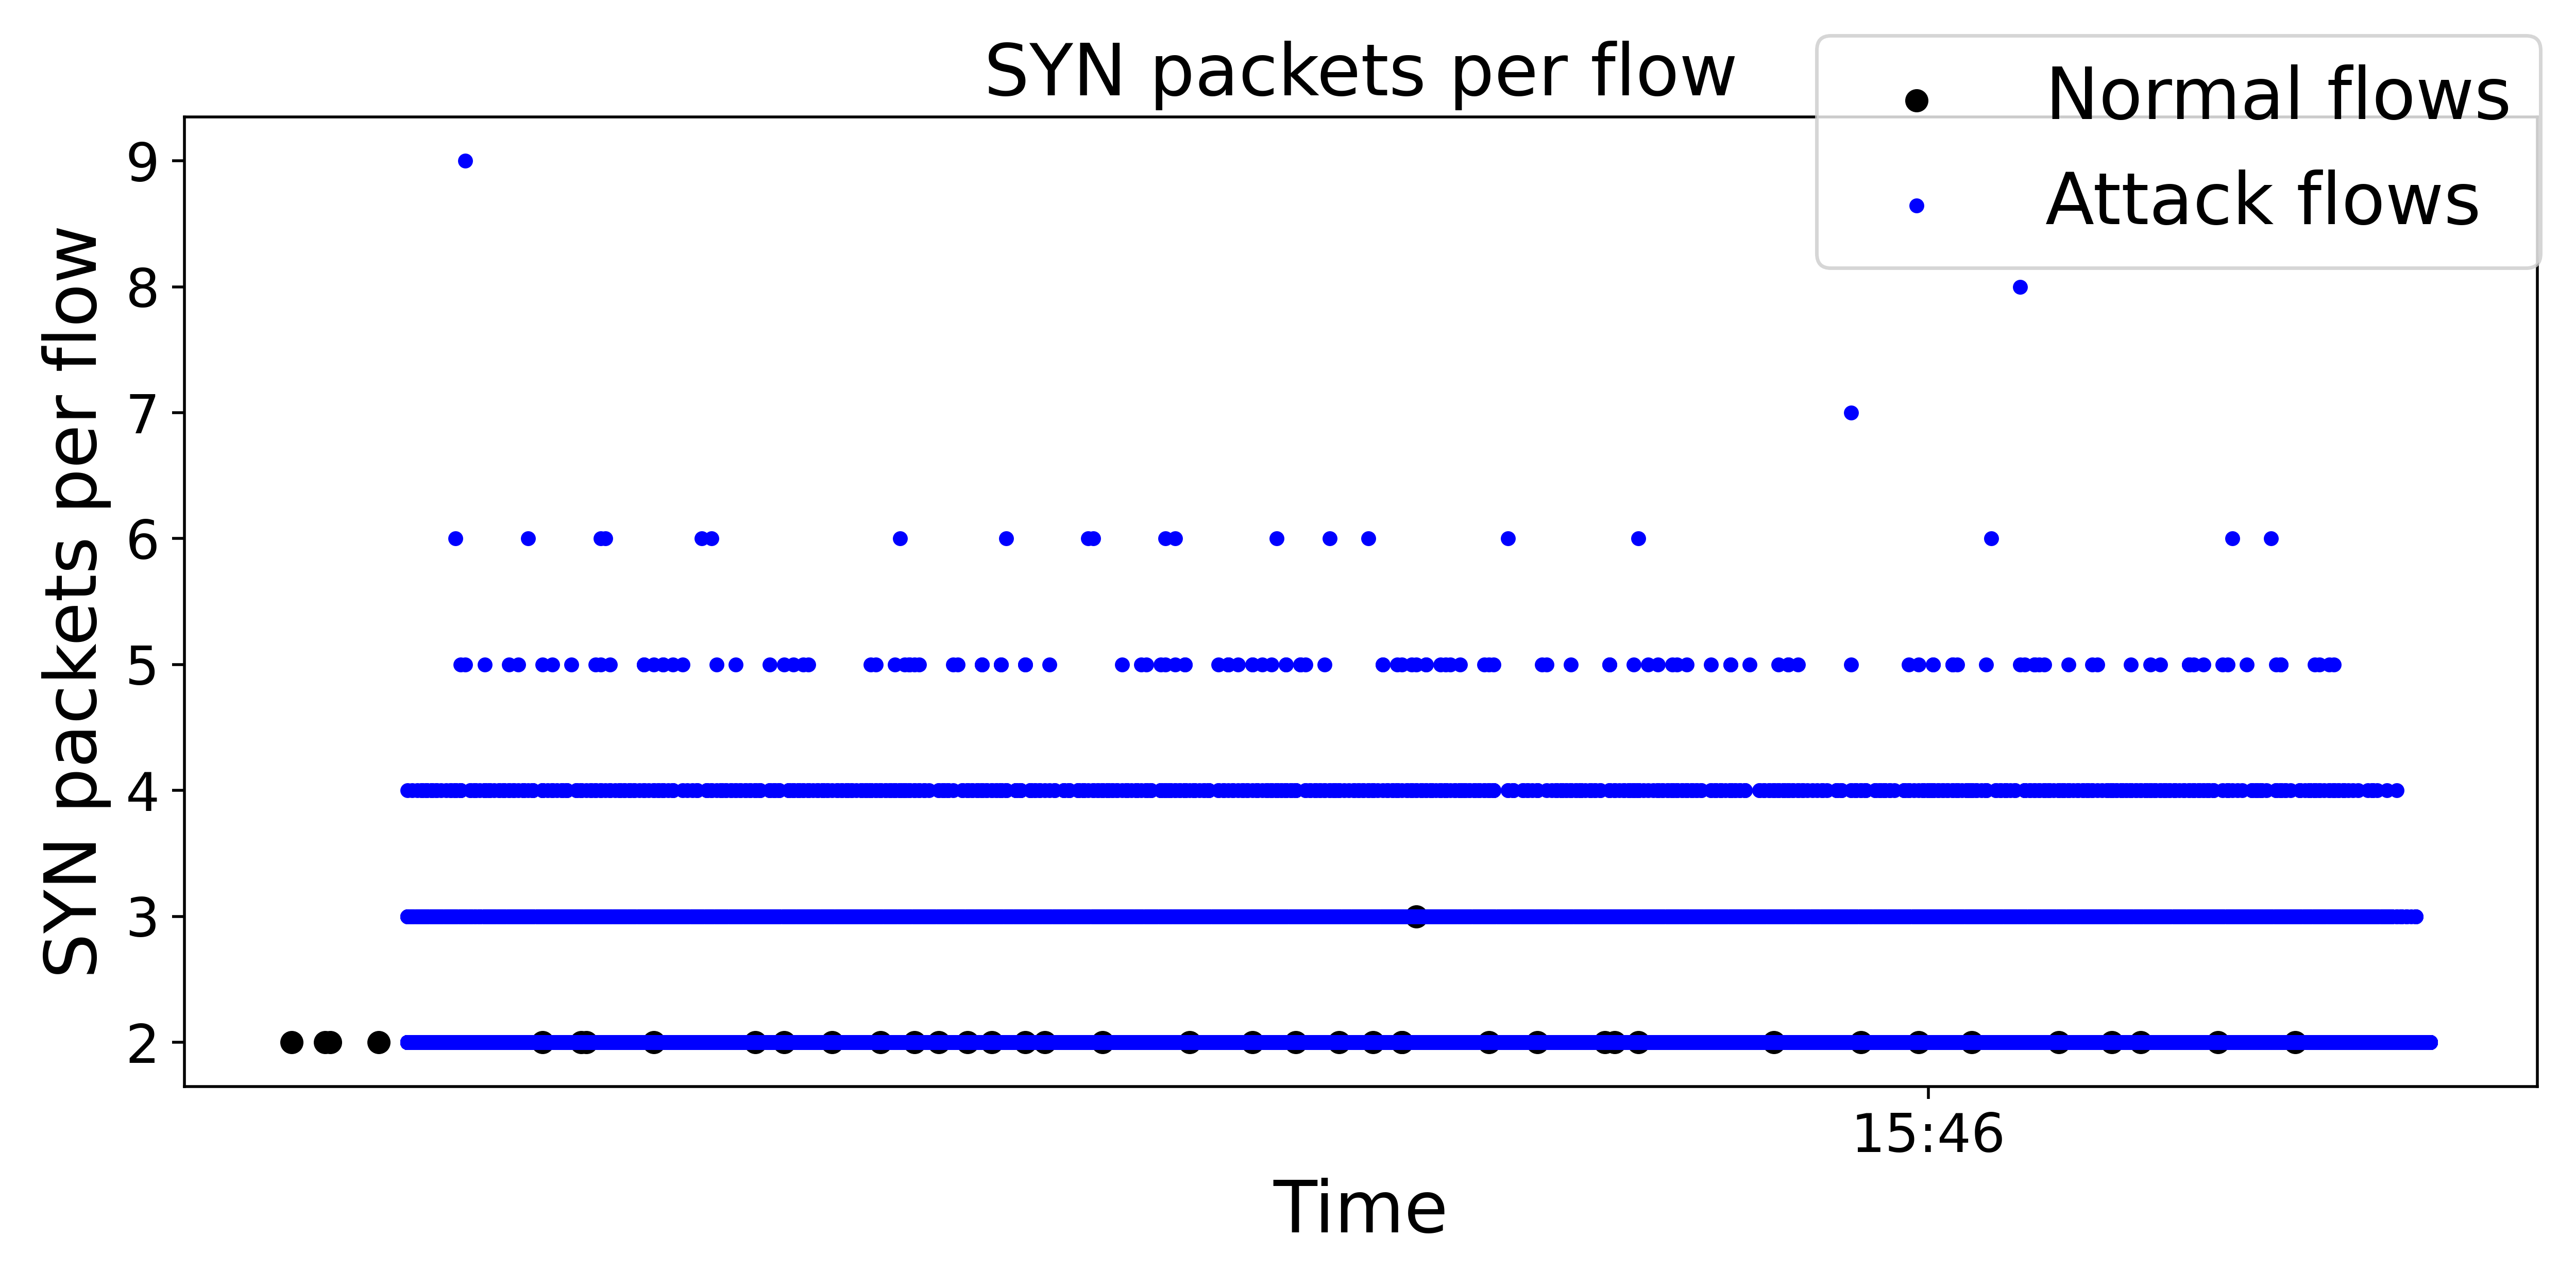 SYN packets per flow
Normal flows
Attack flows
SYN packets per flow
9
8
7
6
5
4
3
2
15:46
Time